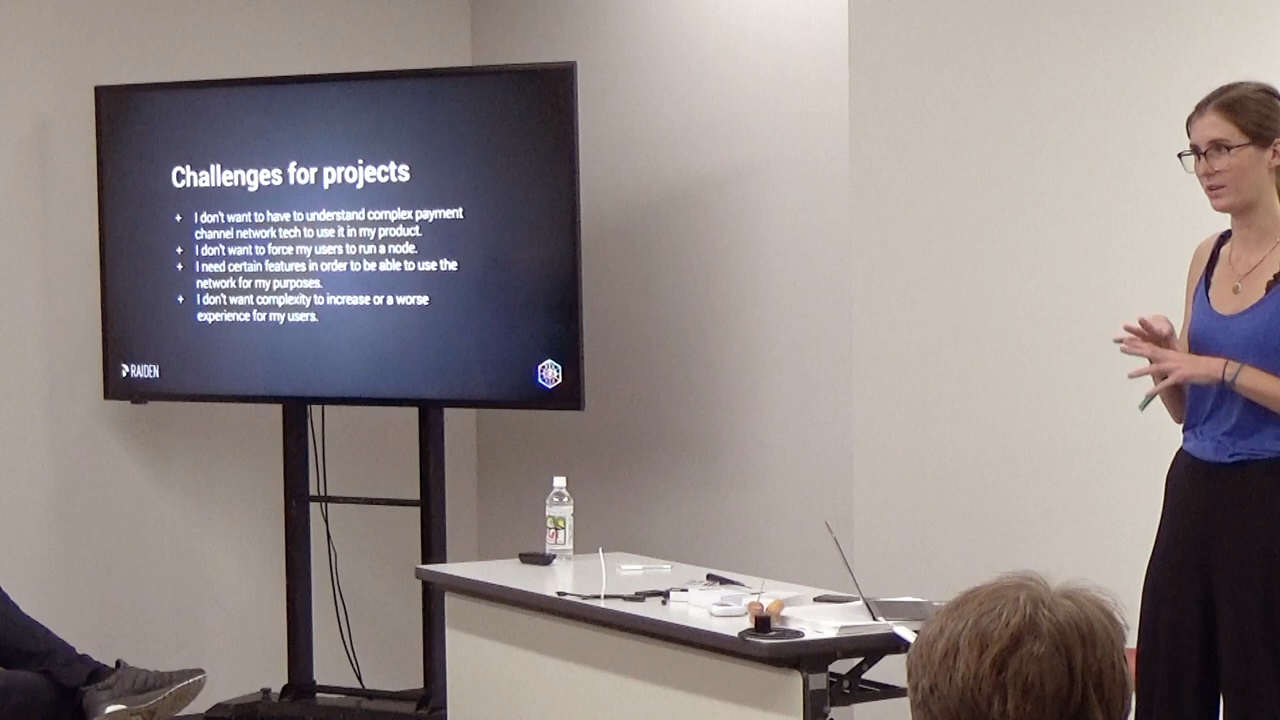 Challenges for projects
+ I don't want to have to understand complex payment
channel network tech to use it in my product.
+ I don't want to force my users to run a node.
+ I need certain features in order to be able to use the
network for my purposes.
+ I don't want complexity to increase or a worse
experience for my users.
RAIDEN